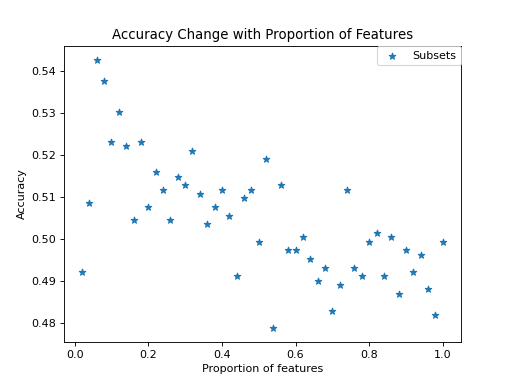 Accuracy Change with Proportion of Features
Subsets
0.54
0.53
0.52
0.51
0.50
0.49
0.48
Accuracy
0.0 0.2 0.4 0.6 0.8 1.0
Proportion of features